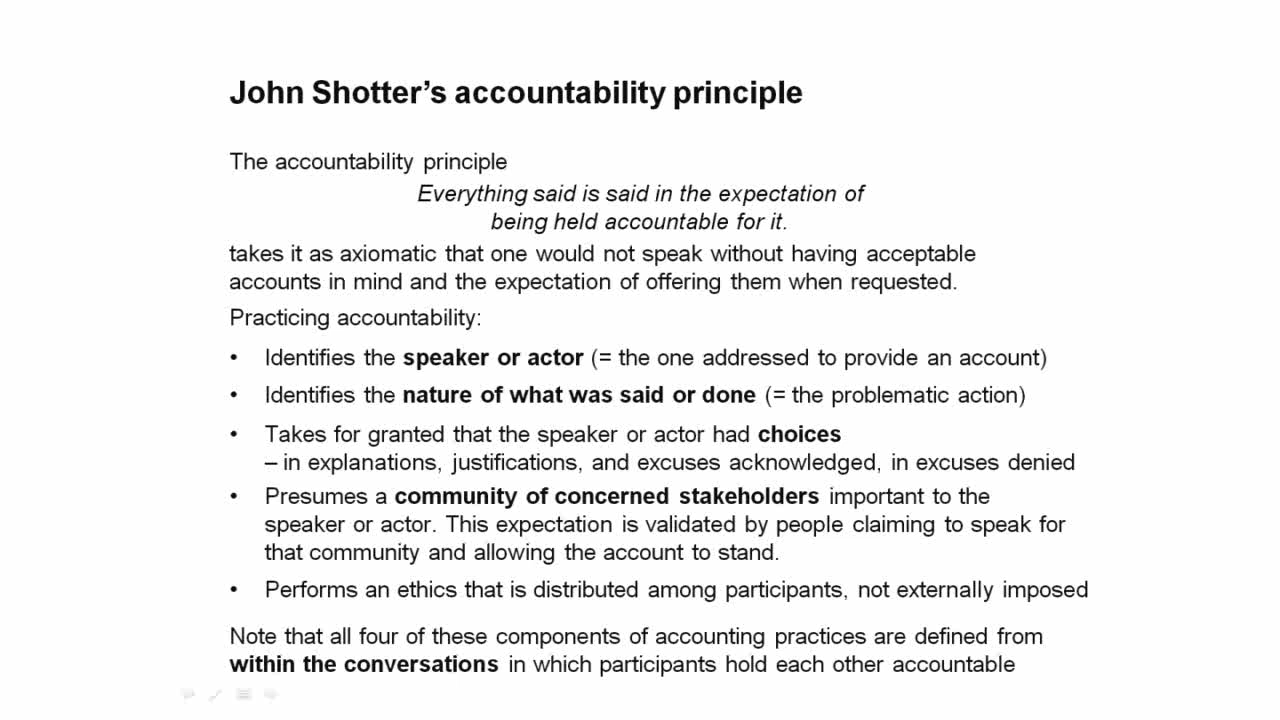 John Shotter’s accountability principle
The accountability principle
Everything said is said in the expectation of
being held accountable for it.
takes it as axiomatic that one would not speak without having acceptable
accounts in mind and the expectation of offering them when requested.
Practicing accountability:
• Identifies the speaker or actor (= the one addressed to provide an account)
• Identifies the nature of what was said or done (= the problematic action)
• Takes for granted that the speaker or actor had choices
– in explanations, justifications, and excuses acknowledged, in excuses denied
• Presumes a community of concerned stakeholders important to the
speaker or actor. This expectation is validated by people claiming to speak for
that community and allowing the account to stand.
• Performs an ethics that is distributed among participants, not externally imposed
Note that all four of these components of accounting practices are defined from
within the conversations in which participants hold each other accountable